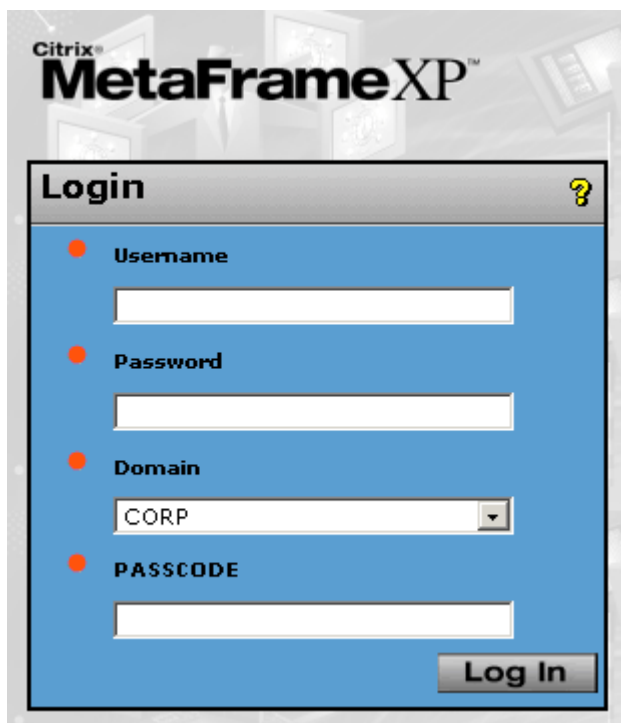 Citrix®
MetaFrameXP™
Login ?
Username
Password
Domain
CORP
PASSCODE
Log In